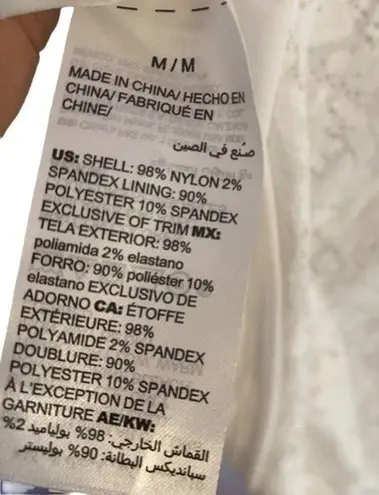 M/M
MADE IN CHINA/ HECHO EN
CHINA/ FABRIQUÉ EN
CHINE/
صُنع في الصين
US: SHELL: 98% NYLON 2%
SPANDEX LINING: 90%
POLYESTER 10% SPANDEX
EXCLUSIVE OF TRIM MX:
TELA EXTERIOR: 98%
poliamida 2% elastano
FORRO: 90% poliéster 10%
elastano EXCLUSIVO DE
ADORNO CA: ÉTOFFE
EXTÉRIEURE: 98%
POLYAMIDE 2% SPANDEX
DOUBLURE: 90%
POLYESTER 10% SPANDEX
À L'EXCEPTION DE LA
GARNITURE AE/KW:
القماش الخارجي: 98% بولياميد 2%
سبانديكس البطانة: 90% بوليستر